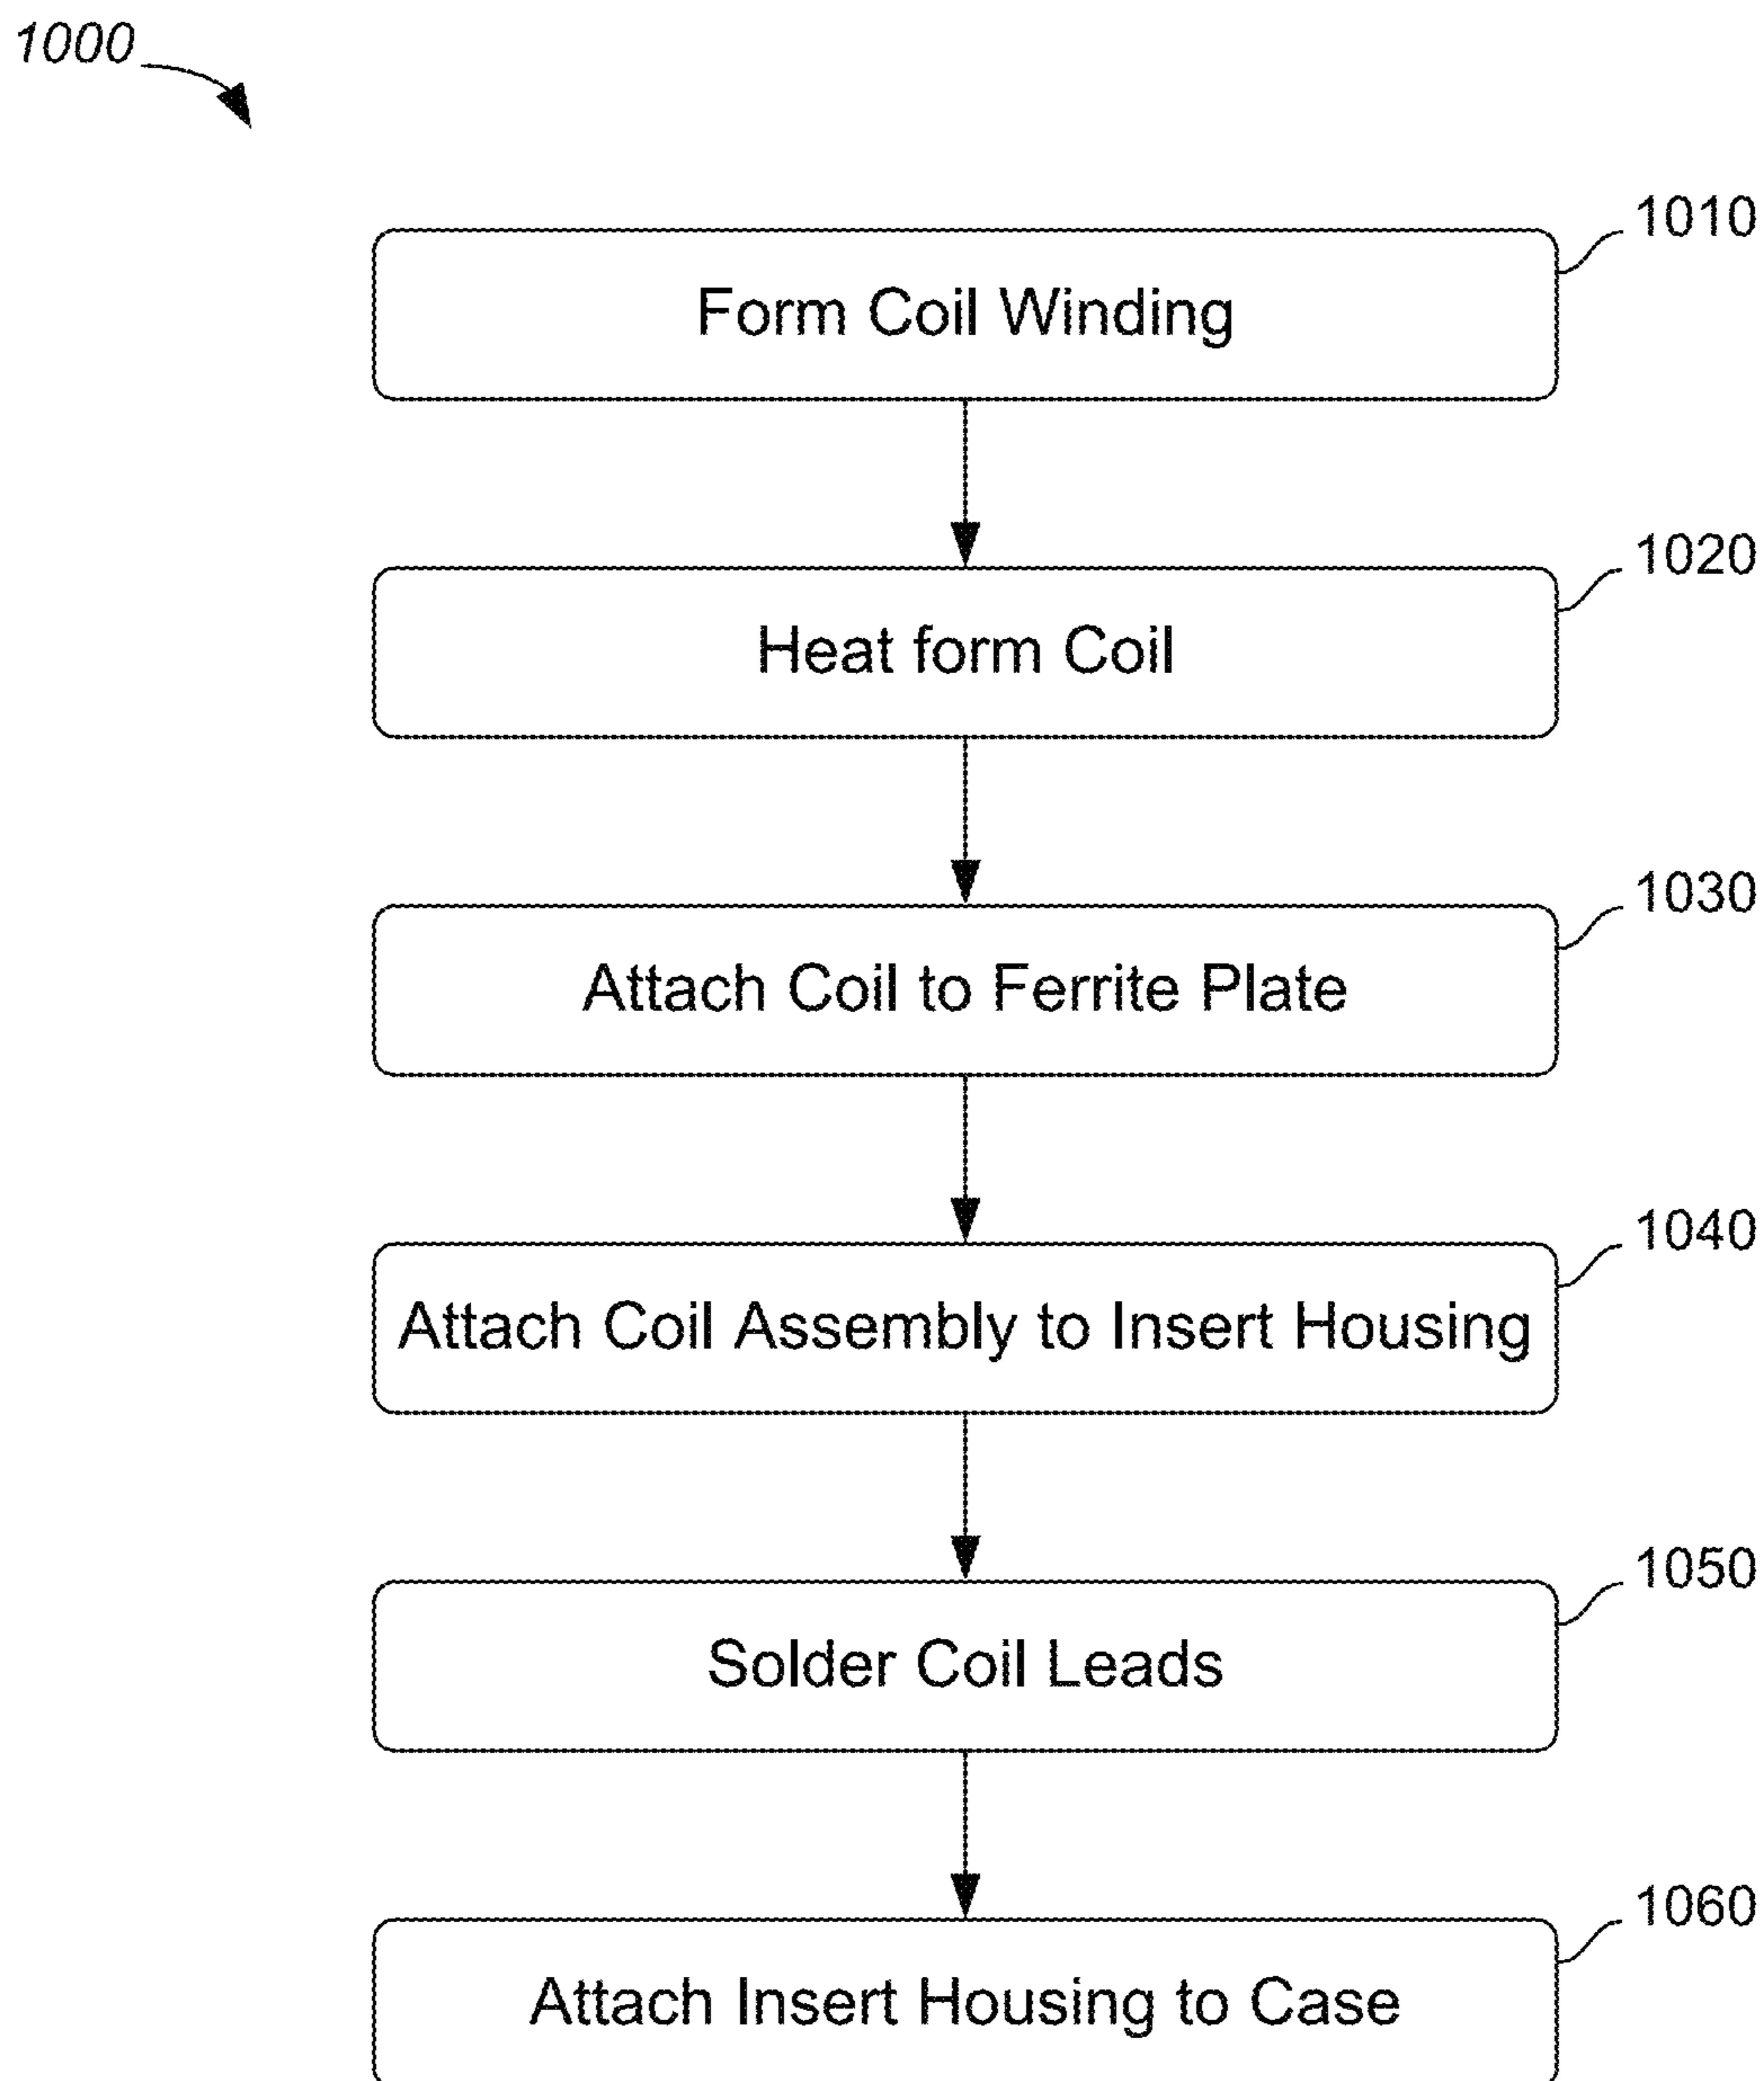 1000
1010
Form Coil Winding
1020
Heat form Coil
1030
Attach Coil to Ferrite Plate
1040
Attach Coil Assembly to Insert Housing
1050
Solder Coil Leads
1060
Attach Insert Housing to Case